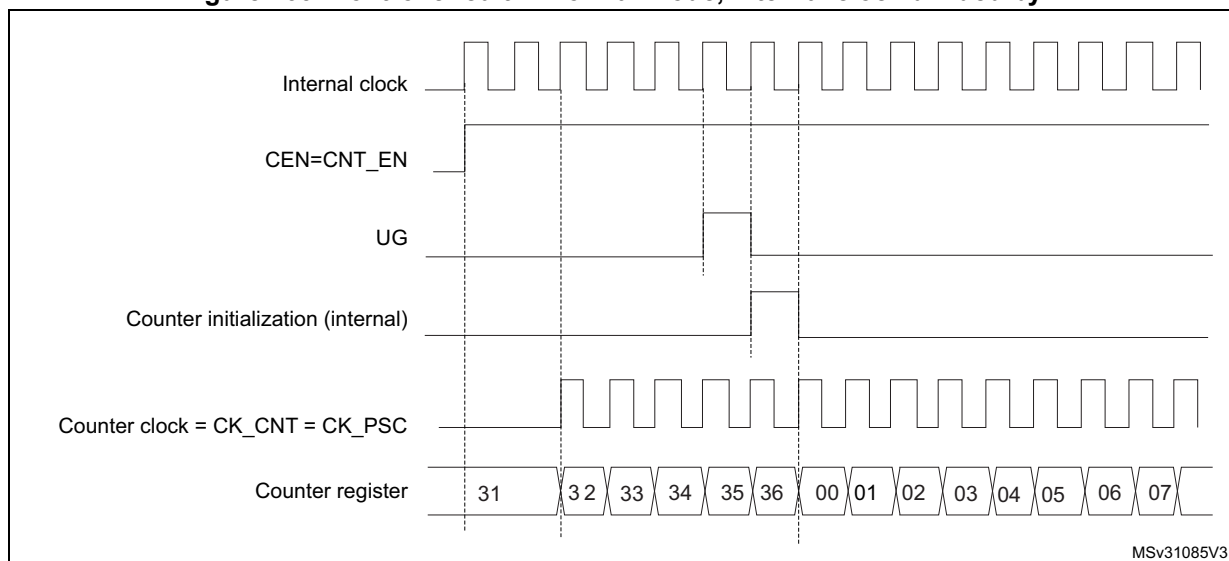 Internal clock
CEN=CNT_EN
UG
Counter initialization (internal)
Counter clock = CK_CNT = CK_PSC
Counter register 31 32 33 34 35 36 00 01 02 03 04 05 06 07
MSv31085V3